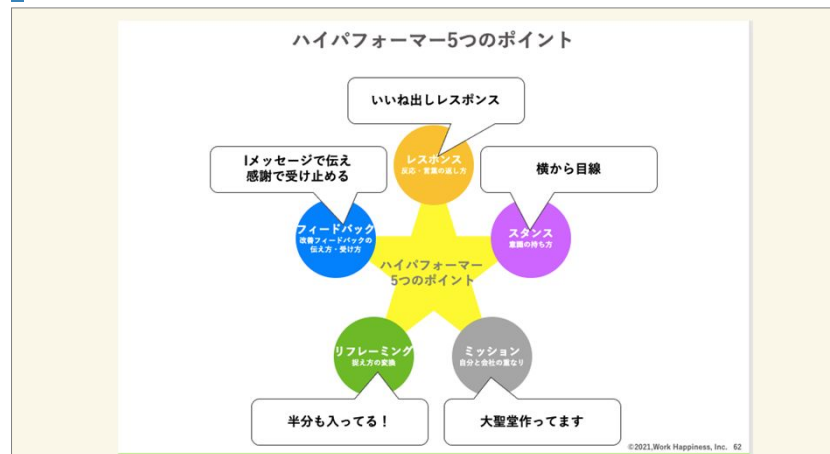 ハイパフォーマー5つのポイント
いいね出しレスポンス
レスポンス
反応・言葉の返し方
Iメッセージで伝え
感謝で受け止める
横から目線
フィードバック
改善フィードバックの
伝え方・受け方
スタンス
意識の持ち方
ハイパフォーマー
5つのポイント
リフレーミング
捉え方の変換
ミッション
自分と会社の重なり
半分も入ってる！
大聖堂作ってます
©2021,Work Happiness, Inc. 62